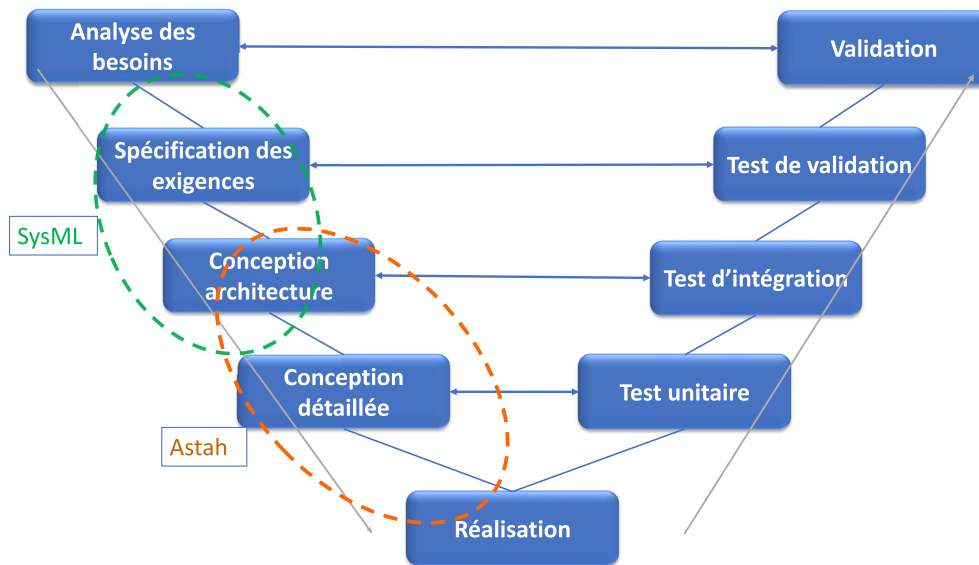 Analyse des
besoins
Validation
Spécification des
exigences
Test de validation
SysML
Conception
architecture
Test d’intégration
Conception
détaillée
Test unitaire
Astah
Réalisation